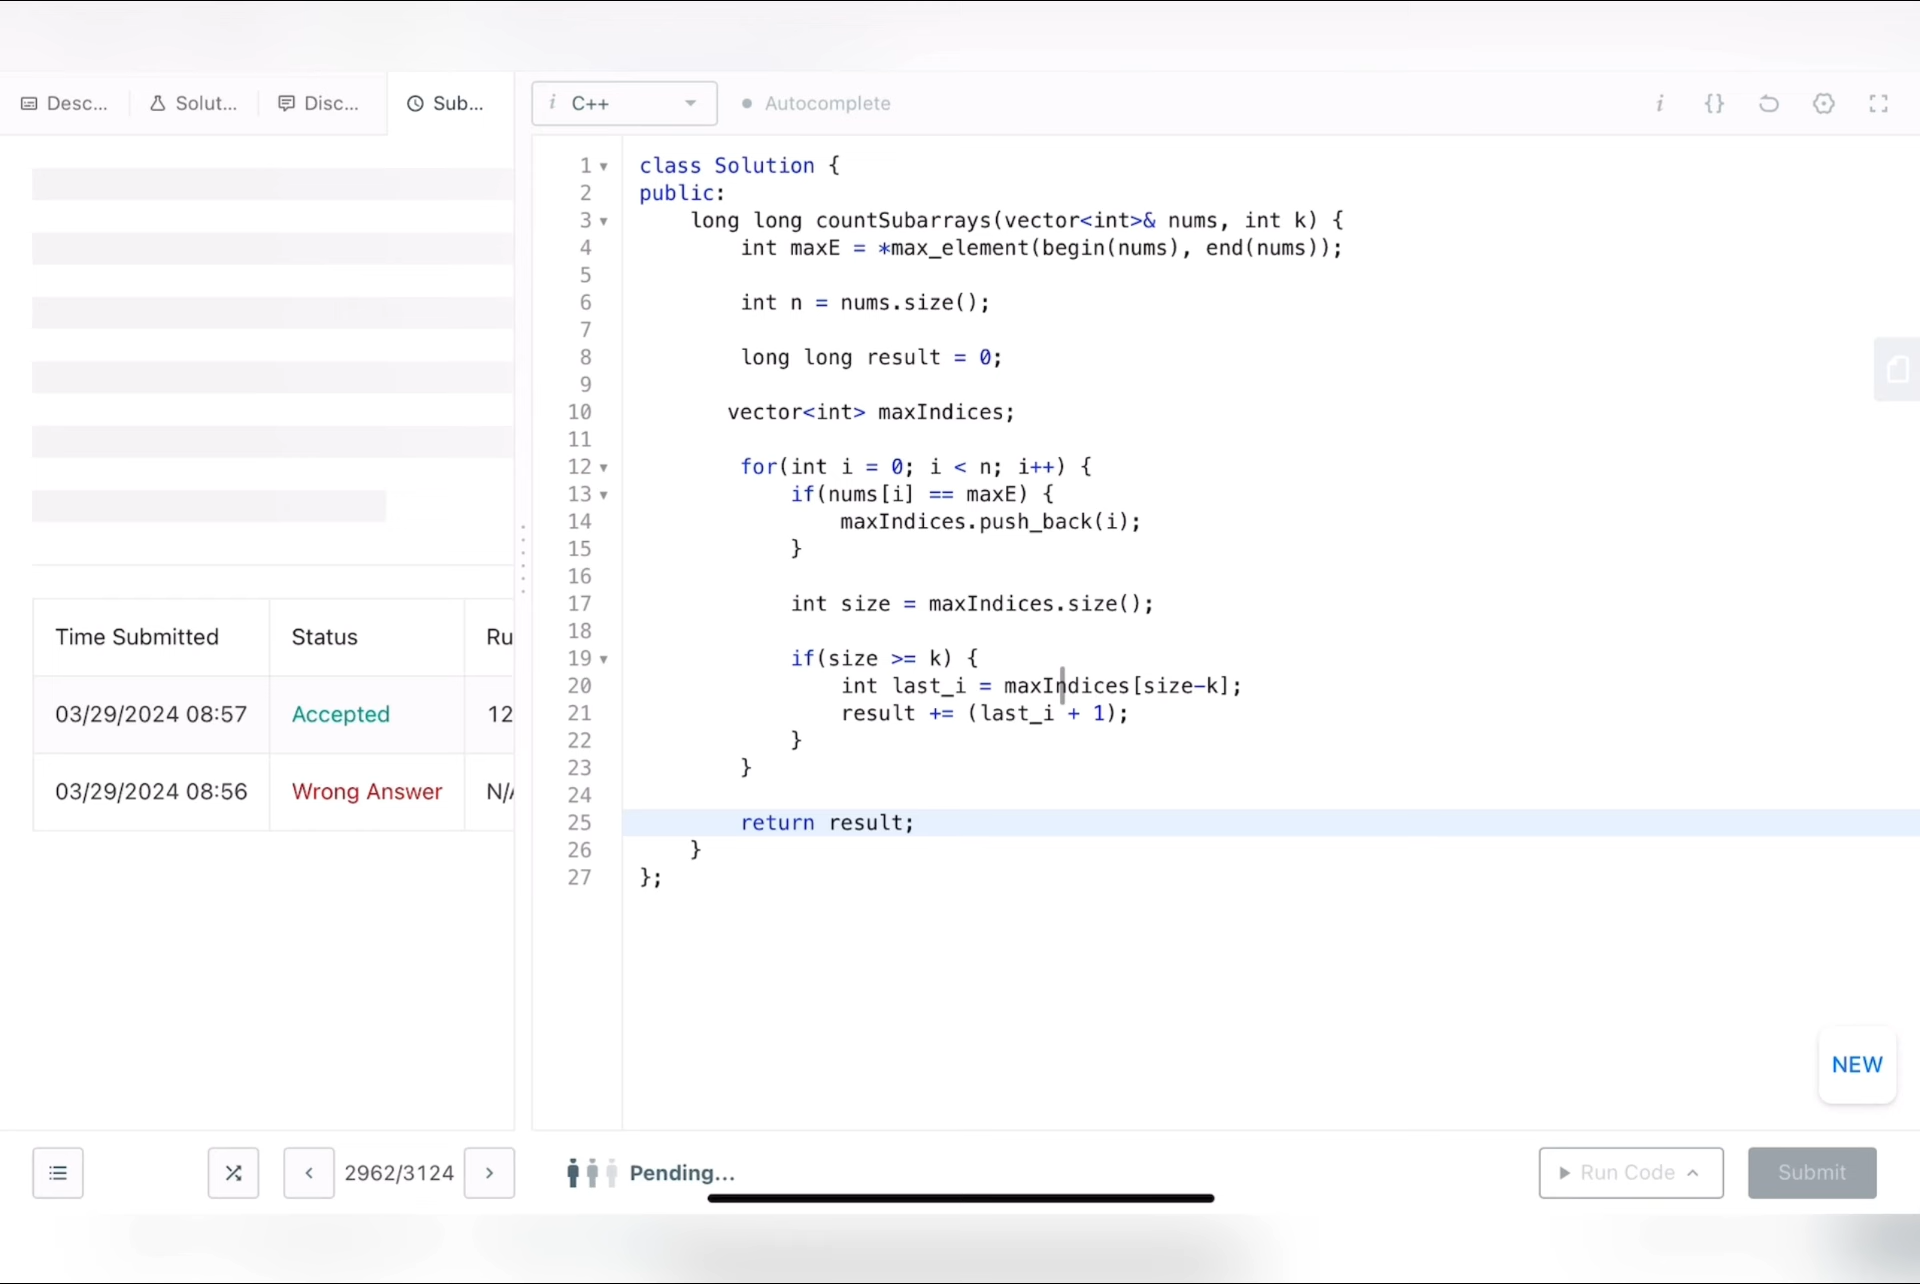 Desc...
Solut...
Disc...
Sub...
i C++
Autocomplete
i {}
1 class Solution {
2 public:
3     long long countSubarrays(vector<int>& nums, int k) {
4         int maxE = *max_element(begin(nums), end(nums));
5
6         int n = nums.size();
7
8         long long result = 0;
9
10        vector<int> maxIndices;
11
12        for(int i = 0; i < n; i++) {
13            if(nums[i] == maxE) {
14                maxIndices.push_back(i);
15            }
16
17            int size = maxIndices.size();
18
19            if(size >= k) {
20                int last_i = maxIndices[size-k];
21                result += (last_i + 1);
22            }
23        }
24
25        return result;
26    }
27 };
Time Submitted Status Ru
03/29/2024 08:57 Accepted 12
03/29/2024 08:56 Wrong Answer N/
NEW
2962/3124
Pending...
Run Code
Submit